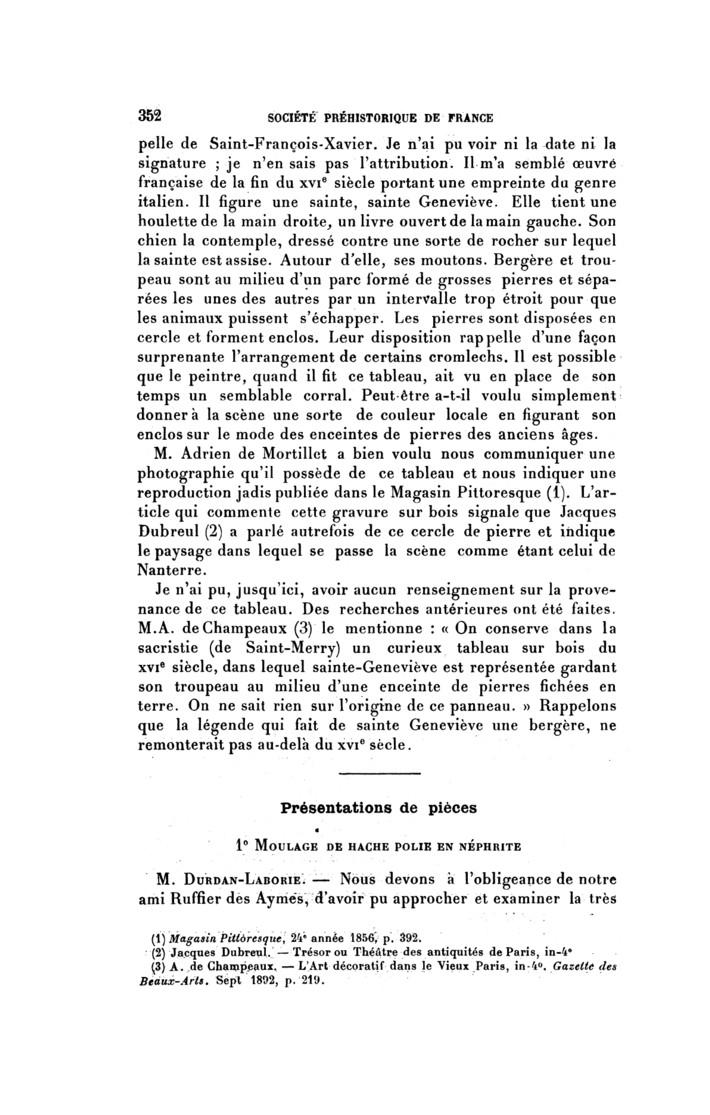 352 SOCIÉTÉ PRÉHISTORIQUE DE FRANCE
pelle de Saint-François-Xavier. Je n'ai pu voir ni la date ni la
signature ; je n'en sais pas l'attribution. Il m'a semblé œuvre
française de la fin du XVIe siècle portant une empreinte du genre
italien. Il figure une sainte, sainte Geneviève. Elle tient une
houlette de la main droite, un livre ouvert de la main gauche. Son
chien la contemple, dressé contre une sorte de rocher sur lequel
la sainte est assise. Autour d'elle, ses moutons. Bergère et trou-
peau sont au milieu d'un parc formé de grosses pierres et sépa-
rées les unes des autres par un intervalle trop étroit pour que
les animaux puissent s'échapper. Les pierres sont disposées en
cercle et forment enclos. Leur disposition rappelle d'une façon
surprenante l'arrangement de certains cromlechs. Il est possible
que le peintre, quand il fit ce tableau, ait vu en place de son
temps un semblable corral. Peut-être a-t-il voulu simplement
donner à la scène une sorte de couleur locale en figurant son
enclos sur le mode des enceintes de pierres des anciens âges.
M. Adrien de Mortillet a bien voulu nous communiquer une
photographie qu'il possède de ce tableau et nous indiquer une
reproduction jadis publiée dans le Magasin Pittoresque (1). L'ar-
ticle qui commente cette gravure sur bois signale que Jacques
Dubreul (2) a parlé autrefois de ce cercle de pierre et indique
le paysage dans lequel se passe la scène comme étant celui de
Nanterre.
Je n'ai pu, jusqu'ici, avoir aucun renseignement sur la prove-
nance de ce tableau. Des recherches antérieures ont été faites.
M.A. de Champeaux (3) le mentionne : « On conserve dans la
sacristie (de Saint-Merry) un curieux tableau sur bois du
XVIe siècle, dans lequel sainte-Geneviève est représentée gardant
son troupeau au milieu d'une enceinte de pierres fichées en
terre. On ne sait rien sur l'origine de ce panneau. » Rappelons
que la légende qui fait de sainte Geneviève une bergère, ne
remonterait pas au-delà du XVIe sècle.
Présentations de pièces
1° MOULAGE DE HACHE POLIE EN NÉPHRITE
M. DURDAN-LABORIE. — Nous devons à l'obligeance de notre
ami Ruffier des Aymes, d'avoir pu approcher et examiner la très
(1) Magasin Pittoresque, 24e année 1856, p. 392.
(2) Jacques Dubreul. — Trésor ou Théâtre des antiquités de Paris, in-4°
(3) A. de Champeaux. — L'Art décoratif dans le Vieux Paris, in-4°. Gazette des
Beaux-Arts. Sept 1892, p. 219.